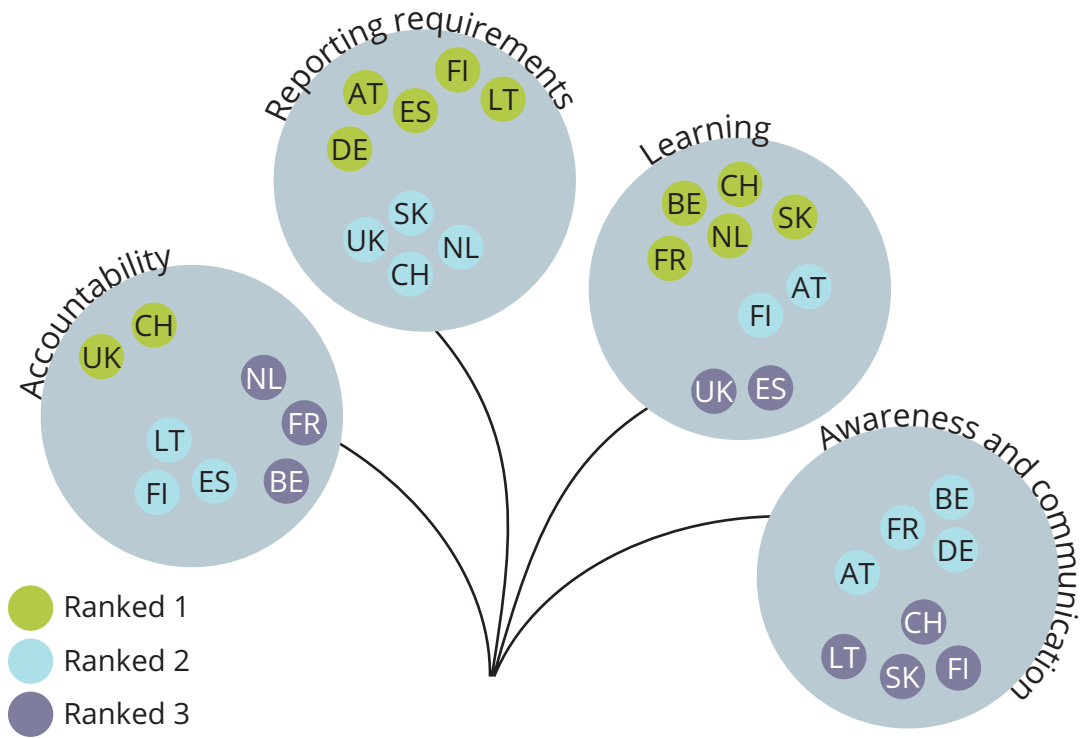 Reporting requirements
FI
AT
LT
ES
DE
SK
UK
NL
CH
Learning
CH
BE
SK
NL
FR
AT
FI
UK
ES
Accountability
CH
UK
NL
FR
LT
ES
BE
FI
Awareness and communication
BE
FR
DE
AT
CH
LT
FI
SK
Ranked 1
Ranked 2
Ranked 3